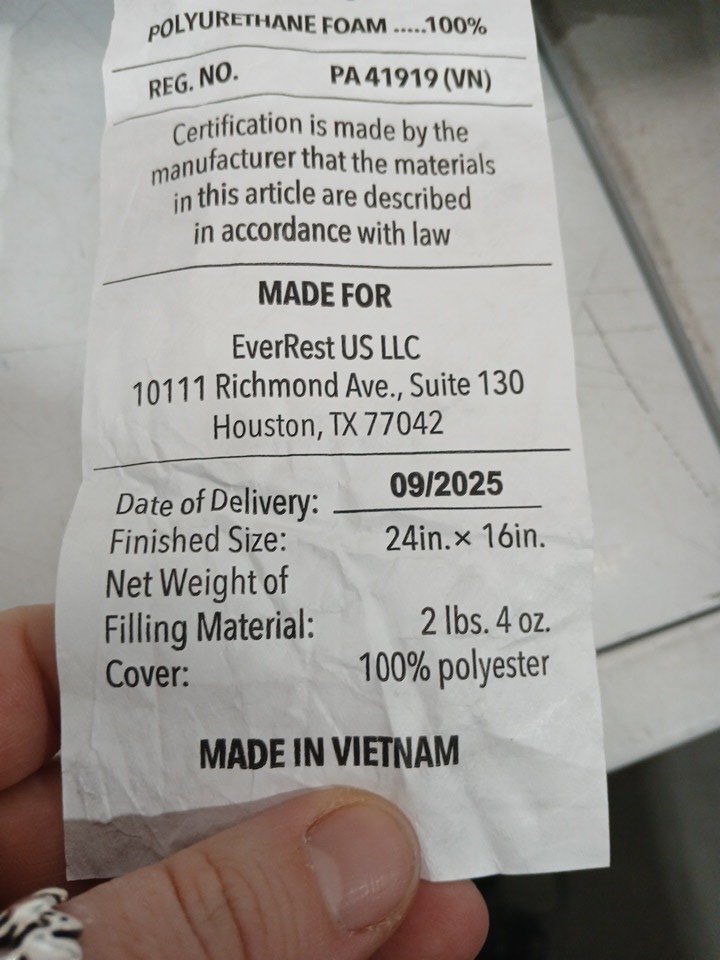 POLYURETHANE FOAM .....100%
REG. NO. PA 41919 (VN)
Certification is made by the
manufacturer that the materials
in this article are described
in accordance with law
MADE FOR
EverRest US LLC
10111 Richmond Ave., Suite 130
Houston, TX 77042
Date of Delivery: 09/2025
Finished Size: 24in.× 16in.
Net Weight of
Filling Material: 2 lbs. 4 oz.
Cover: 100% polyester
MADE IN VIETNAM